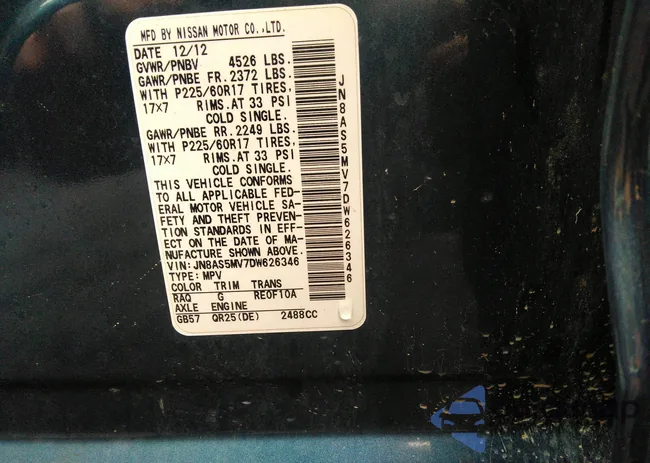 MFD BY NISSAN MOTOR CO.,LTD.
DATE 12/12
GVWR/PNBV 4526 LBS.
GAWR/PNBE FR. 2372 LBS.
WITH P225/60R17 TIRES,
17X7 RIMS.AT 33 PSI
COLD SINGLE.
GAWR/PNBE RR. 2249 LBS.
WITH P225/60R17 TIRES,
17X7 RIMS.AT 33 PSI
COLD SINGLE.
THIS VEHICLE CONFORMS
TO ALL APPLICABLE FED-
ERAL MOTOR VEHICLE SA-
FETY AND THEFT PREVEN-
TION STANDARDS IN EFF-
ECT ON THE DATE OF MA-
NUFACTURE SHOWN ABOVE.
VIN:JN8AS5MV7DW626346
TYPE:MPV
COLOR TRIM TRANS
RAQ G RE0F10A
AXLE ENGINE
GB57 QR25(DE) 2488CC
JN8AS5MV7DW626346